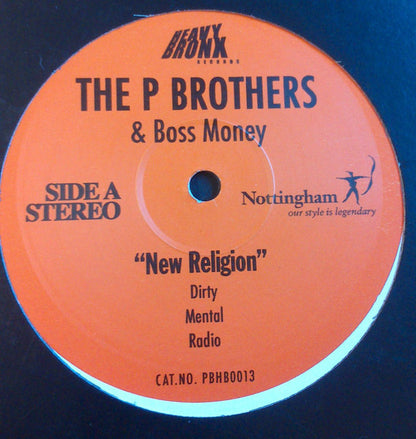 HEAVY
BRONX
RECORDS
THE P BROTHERS
& Boss Money
SIDE A
STEREO
Nottingham
our style is legendary
“New Religion”
Dirty
Mental
Radio
CAT.NO. PBHB0013